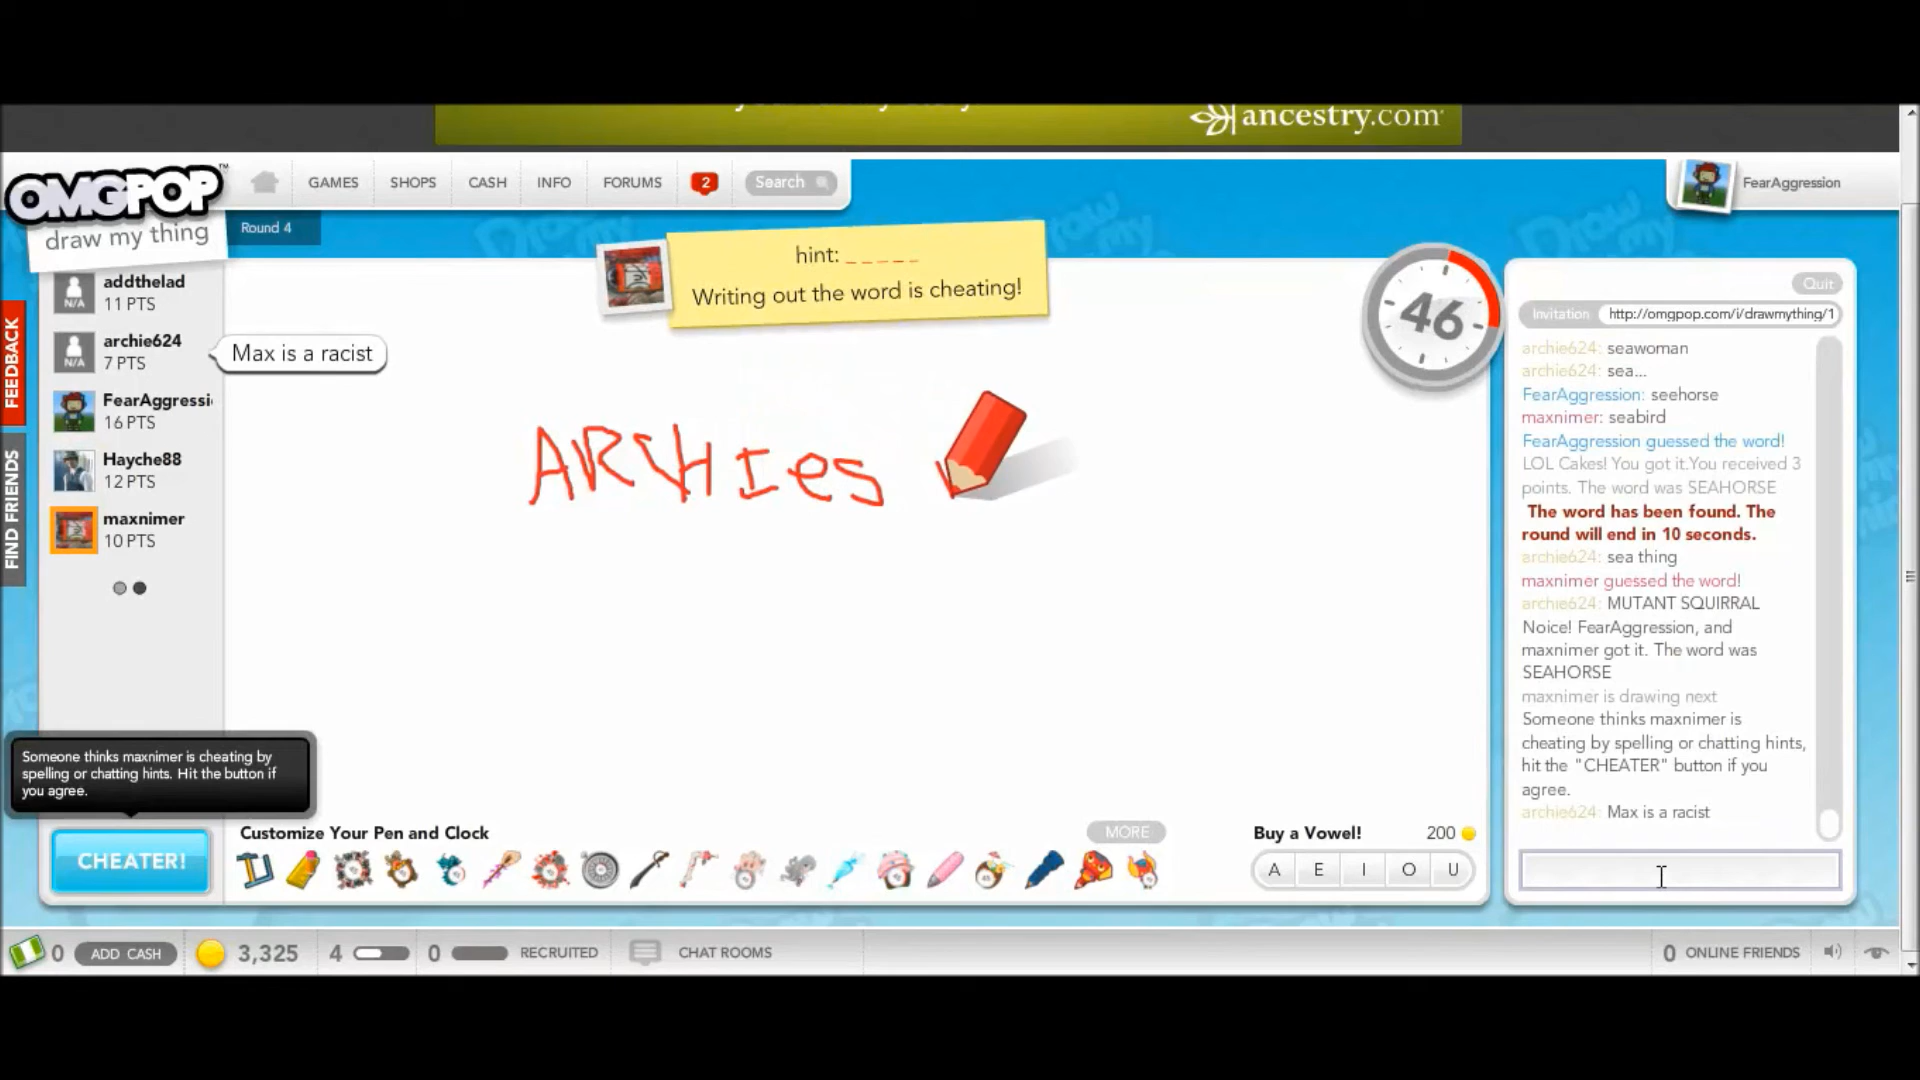 ancestry.com
OMGPOP™
draw my thing
GAMES
SHOPS
CASH
INFO
FORUMS
2
Search
FearAggression
Round 4
hint: _ _ _ _ _
Writing out the word is cheating!
46
FEEDBACK
FIND FRIENDS
N/A
addthelad
11 PTS
N/A
archie624
7 PTS
Max is a racist
FearAggressi
16 PTS
Hayche88
12 PTS
maxnimer
10 PTS
ARCHIes
Someone thinks maxnimer is cheating by
spelling or chatting hints. Hit the button if
you agree.
CHEATER!
Customize Your Pen and Clock
MORE
Buy a Vowel!
200
A E I O U
Quit
Invitation http://omgpop.com/i/drawmything/1
archie624: seawoman
archie624: sea...
FearAggression: seehorse
maxnimer: seabird
FearAggression guessed the word!
LOL Cakes! You got it.You received 3
points. The word was SEAHORSE
The word has been found. The
round will end in 10 seconds.
archie624: sea thing
maxnimer guessed the word!
archie624: MUTANT SQUIRRAL
Noice! FearAggression, and
maxnimer got it. The word was
SEAHORSE
maxnimer is drawing next
Someone thinks maxnimer is
cheating by spelling or chatting hints,
hit the "CHEATER" button if you
agree.
archie624: Max is a racist
0 ADD CASH 3,325 4 0 RECRUITED CHAT ROOMS 0 ONLINE FRIENDS